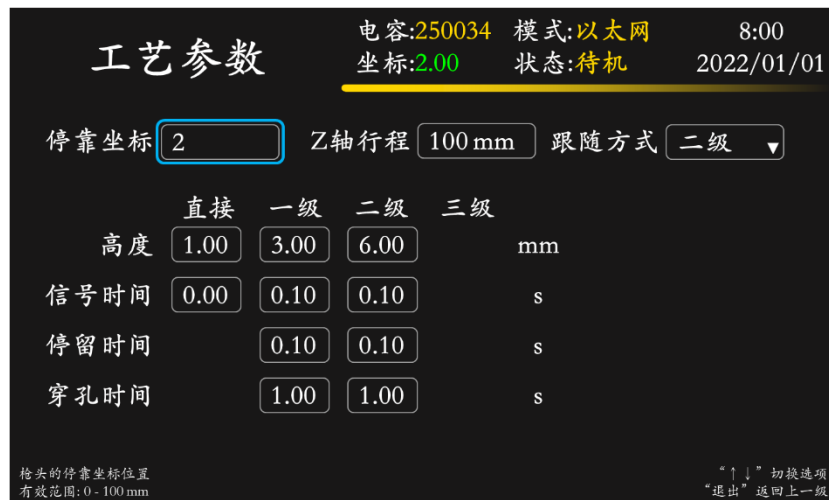 工艺参数
电容:250034 模式:以太网 8:00
坐标:2.00 状态:待机 2022/01/01
停靠坐标 2 Z轴行程 100 mm 跟随方式 二级
直接 一级 二级 三级
高度 1.00 3.00 6.00 mm
信号时间 0.00 0.10 0.10 s
停留时间 0.10 0.10 s
穿孔时间 1.00 1.00 s
枪头的停靠坐标位置
有效范围: 0 - 100 mm
“↑↓”切换选项
“退出”返回上一级